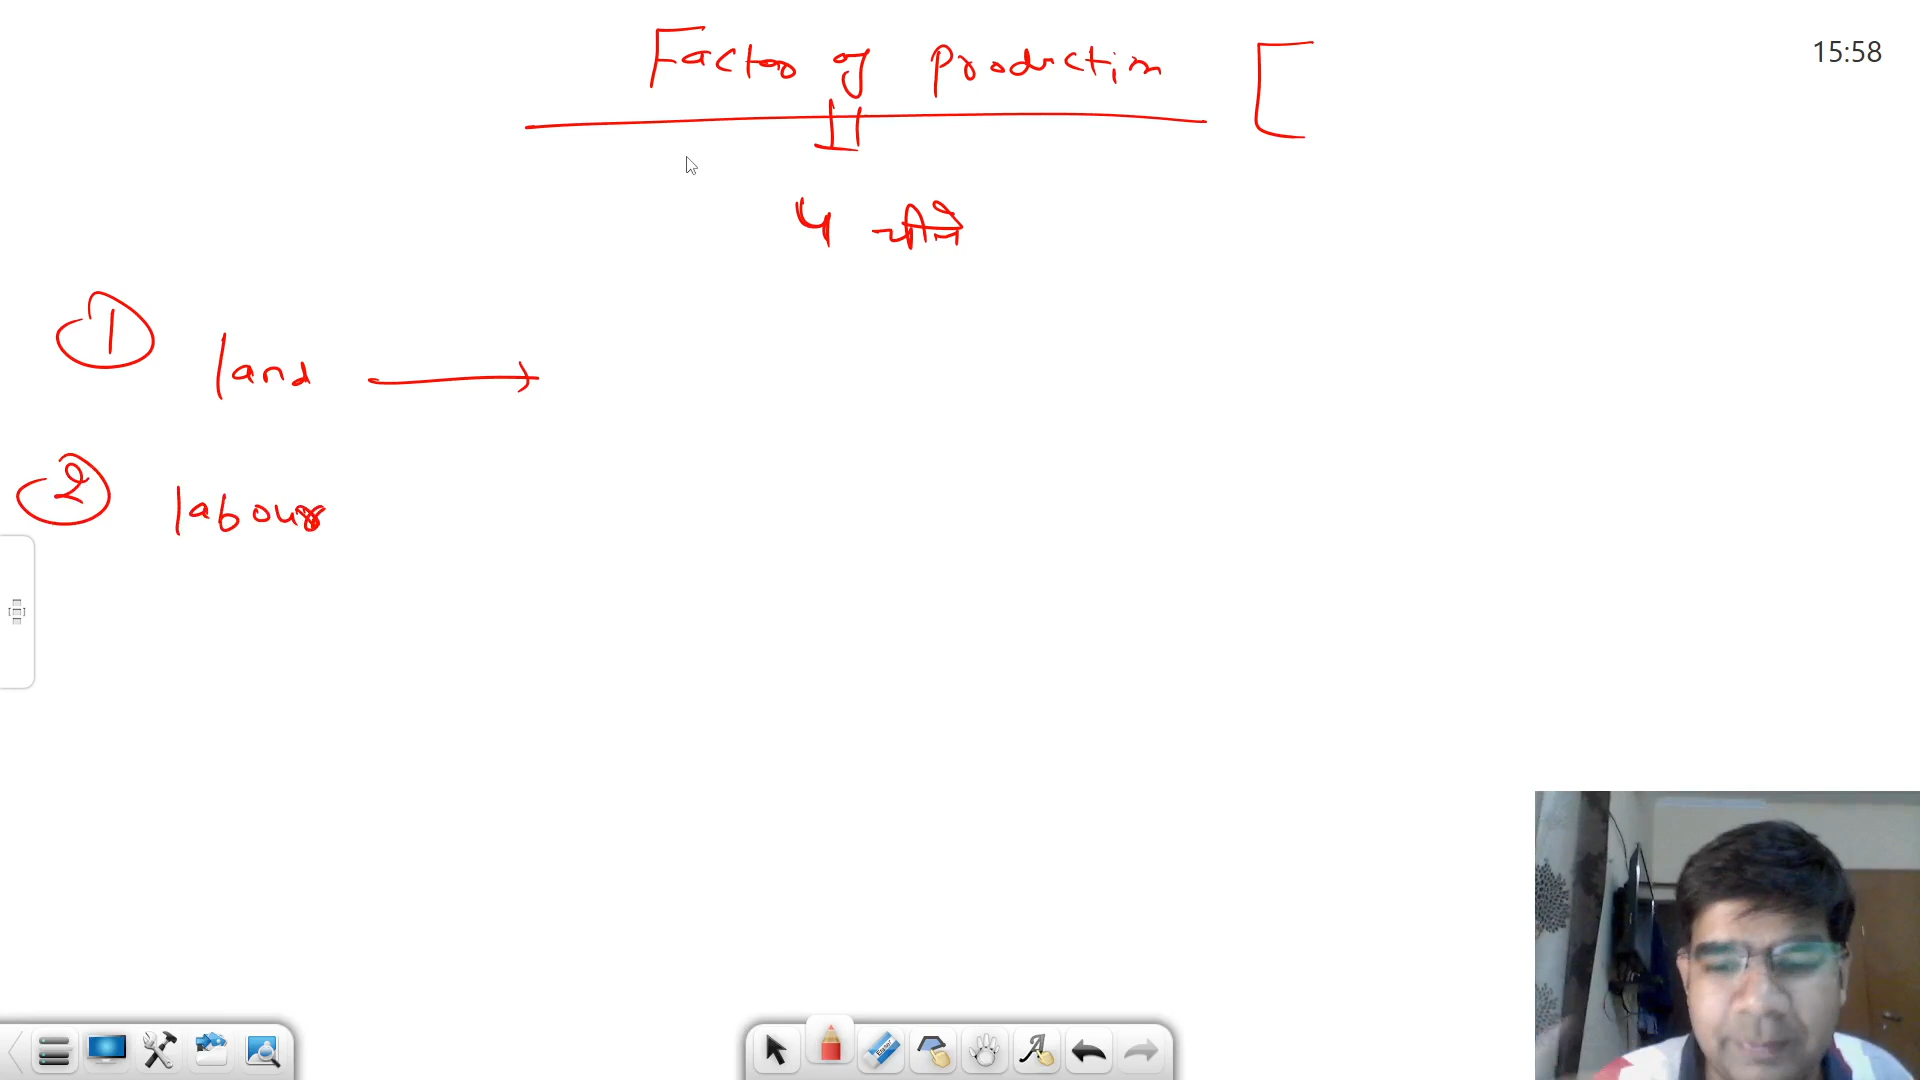 Factor of production
15:58
4 चीजे
1 land
2 labour